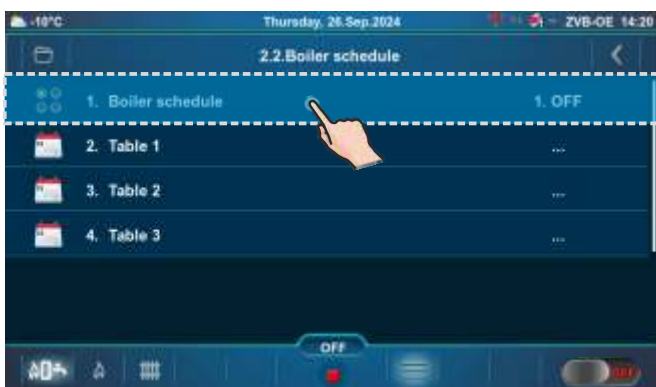 -10°C Thursday, 26.Sep.2024 ZVB-OE 14:20
2.2.Boiler schedule
1. Boiler schedule 1. OFF
2. Table 1 ...
3. Table 2 ...
4. Table 3 ...
OFF
OFF